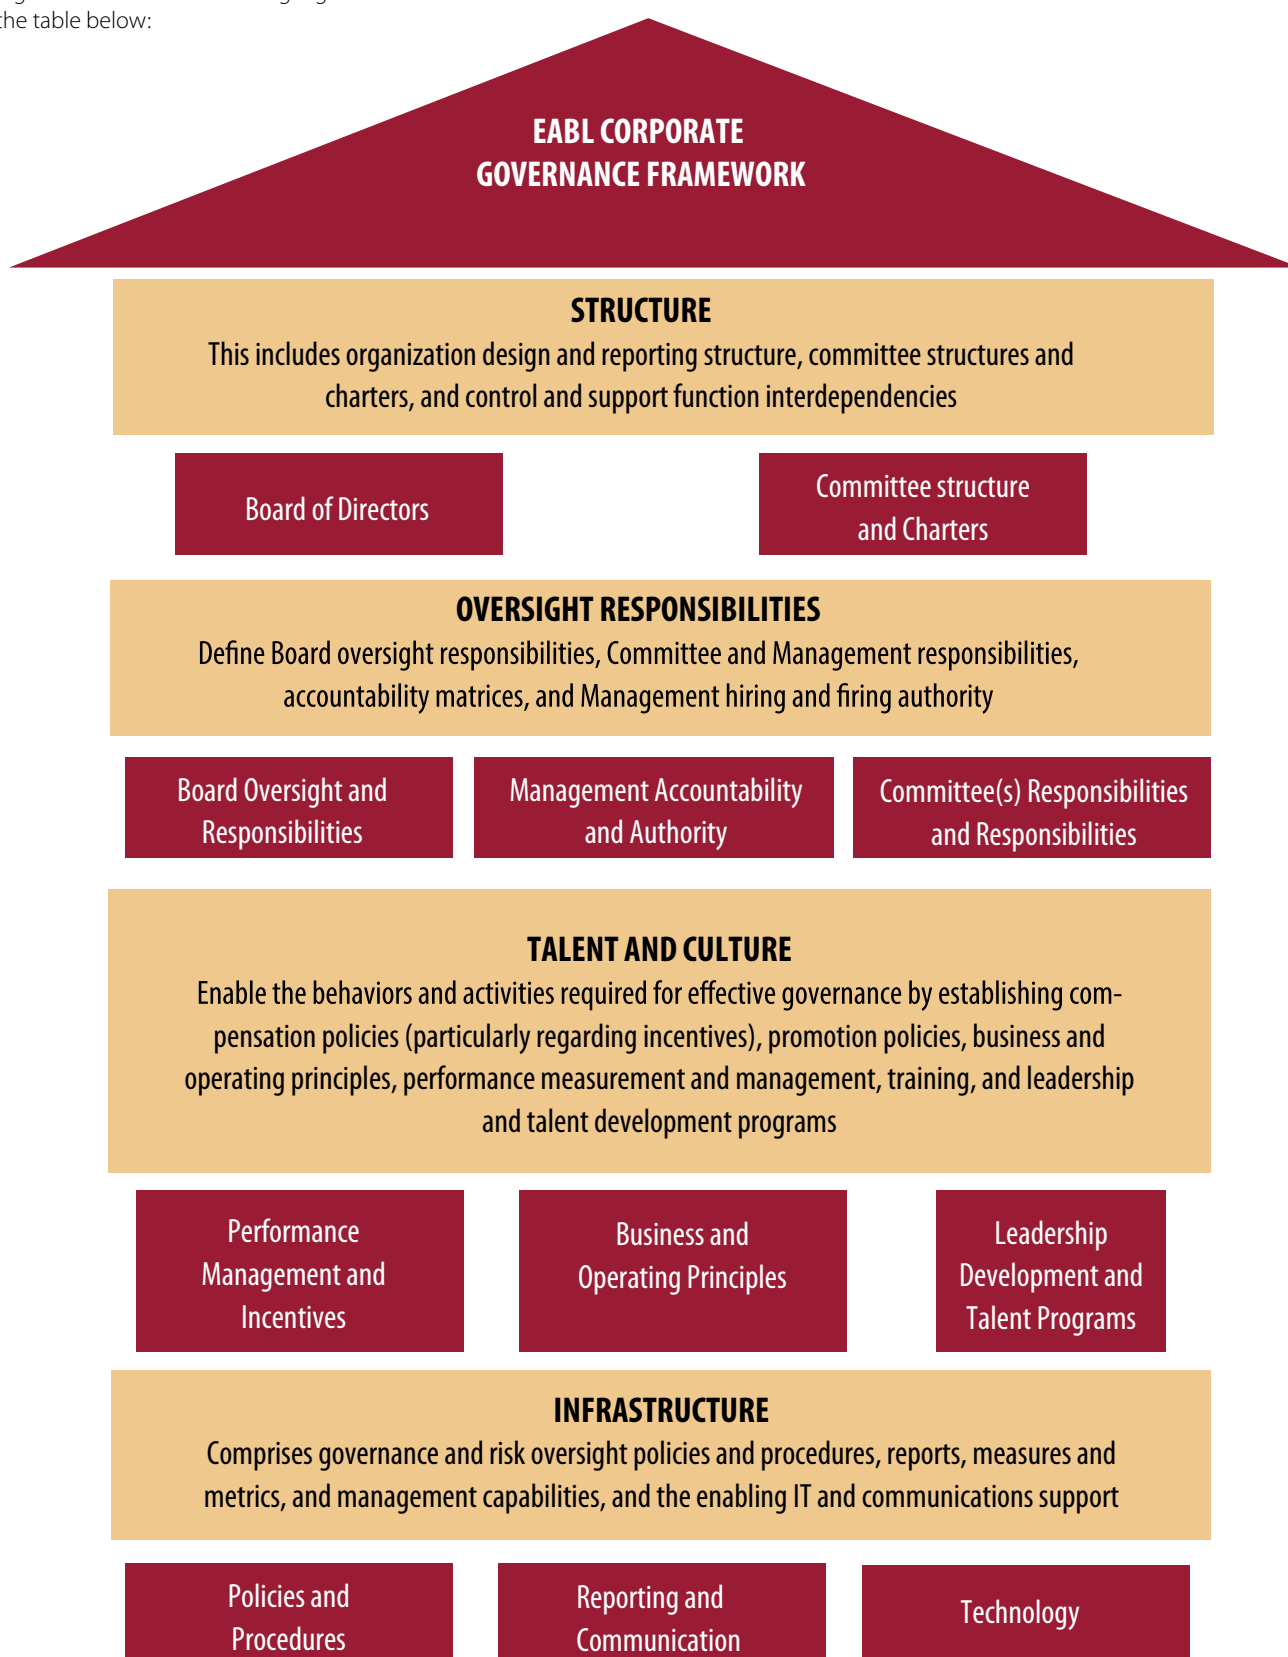 the table below:
EABL CORPORATE
GOVERNANCE FRAMEWORK
STRUCTURE
This includes organization design and reporting structure, committee structures and
charters, and control and support function interdependencies
Board of Directors
Committee structure
and Charters
OVERSIGHT RESPONSIBILITIES
Define Board oversight responsibilities, Committee and Management responsibilities,
accountability matrices, and Management hiring and firing authority
Board Oversight and
Responsibilities
Management Accountability
and Authority
Committee(s) Responsibilities
and Responsibilities
TALENT AND CULTURE
Enable the behaviors and activities required for effective governance by establishing com-
pensation policies (particularly regarding incentives), promotion policies, business and
operating principles, performance measurement and management, training, and leadership
and talent development programs
Performance
Management and
Incentives
Business and
Operating Principles
Leadership
Development and
Talent Programs
INFRASTRUCTURE
Comprises governance and risk oversight policies and procedures, reports, measures and
metrics, and management capabilities, and the enabling IT and communications support
Policies and
Procedures
Reporting and
Communication
Technology